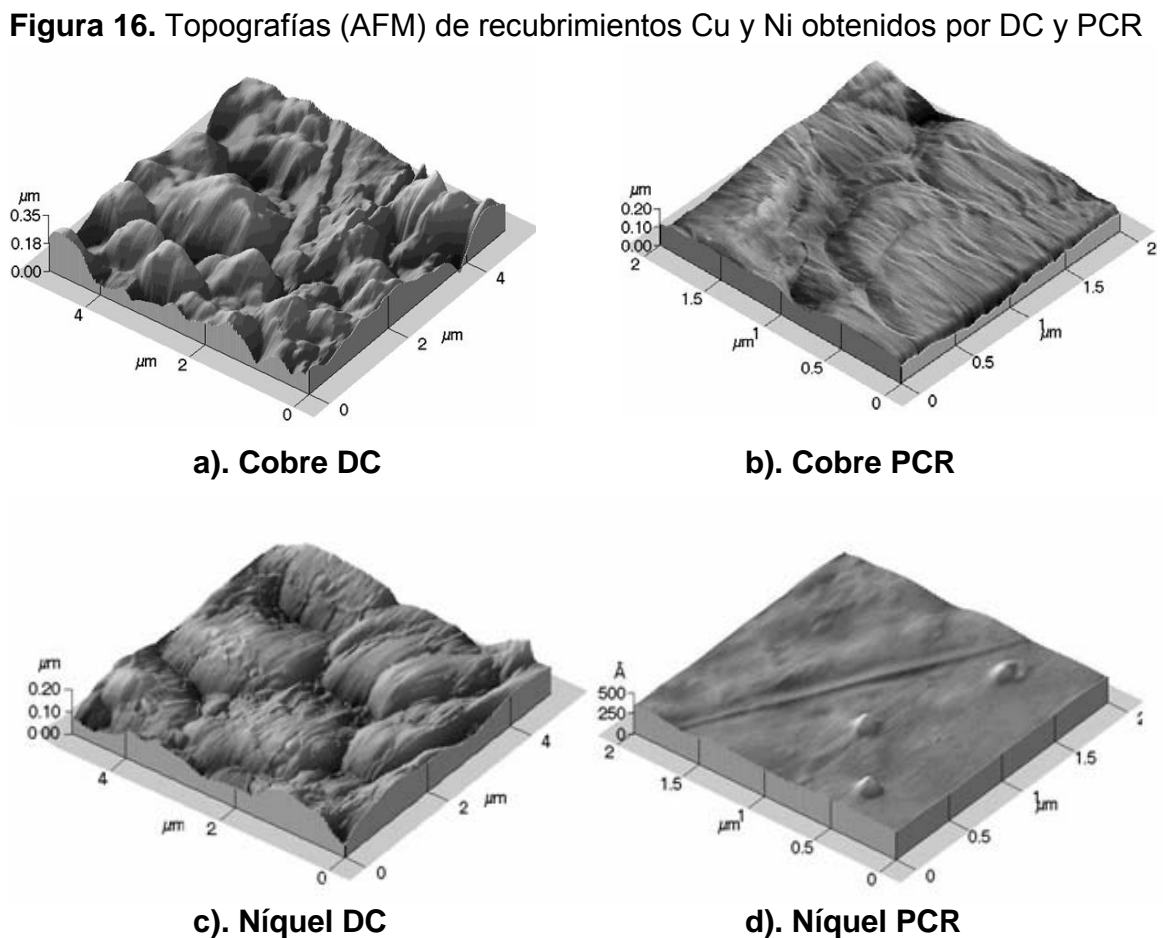 Figura 16. Topografías (AFM) de recubrimientos Cu y Ni obtenidos por DC y PCR
µm
0.35
0.18
0.00
4
µm
2
0
0
2
µm
4
µm
0.20
0.10
0.00
2
1.5
µm
1
0.5
0
0
0.5
1
µm
1.5
2
a). Cobre DC
b). Cobre PCR
µm
0.20
0.10
0.00
4
µm
2
0
0
2
µm
4
Å
500
250
0
2
1.5
µm
1
0.5
0
0
0.5
1
µm
1.5
2
c). Níquel DC
d). Níquel PCR